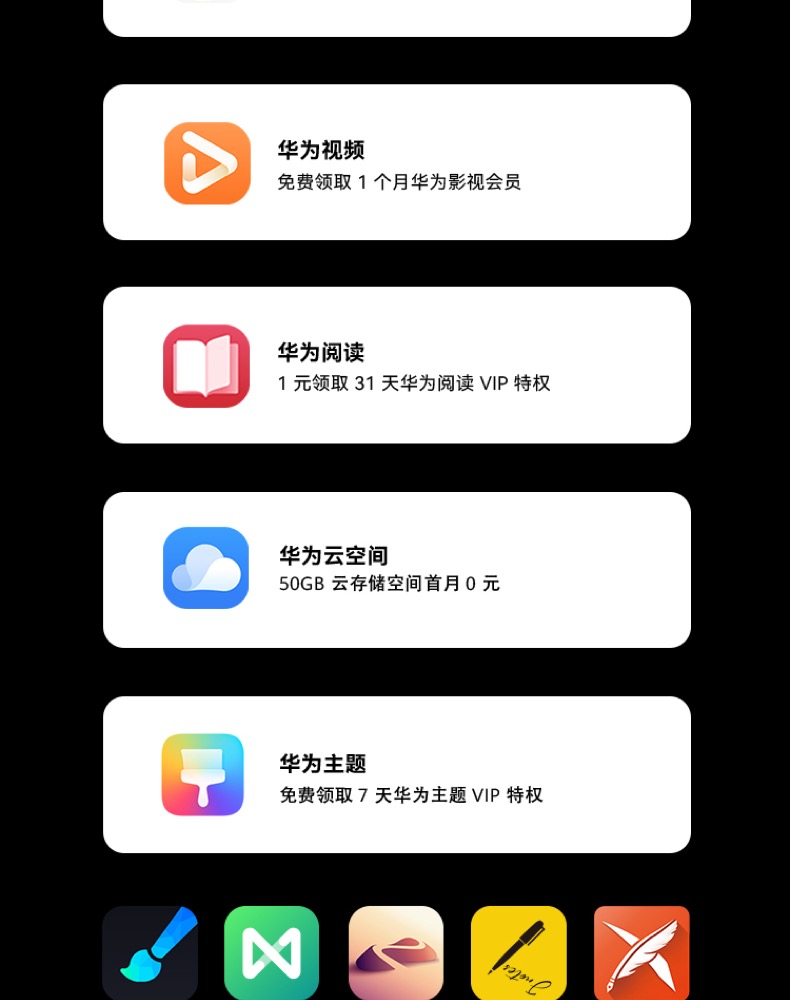 华为视频
免费领取 1 个月华为影视会员
华为阅读
1 元领取 31 天华为阅读 VIP 特权
华为云空间
50GB 云存储空间首月 0 元
华为主题
免费领取 7 天华为主题 VIP 特权
Jnotes